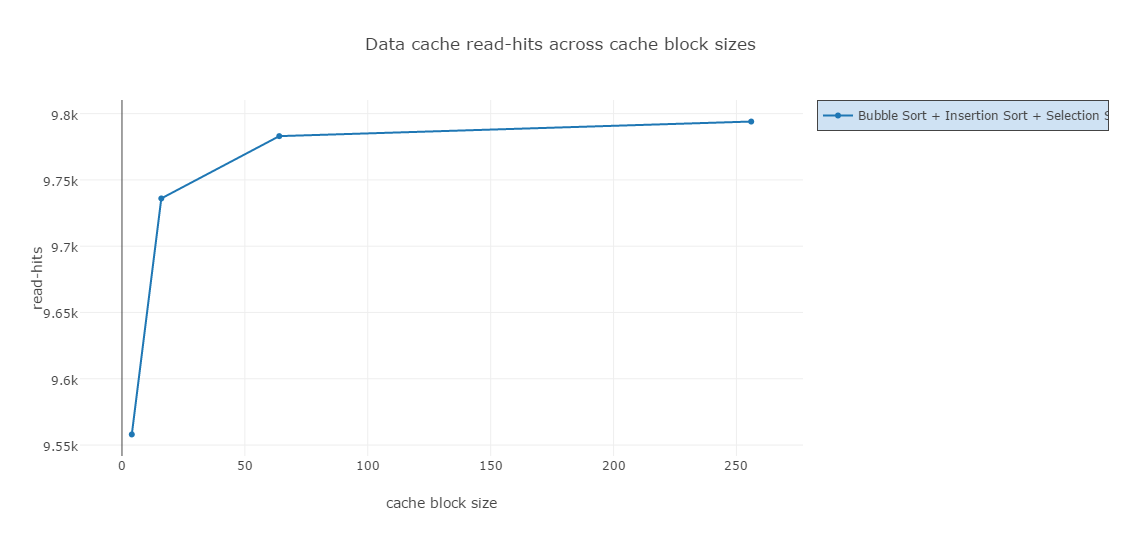 Data cache read-hits across cache block sizes
Bubble Sort + Insertion Sort + Selection
9.8k
9.75k
9.7k
9.65k
9.6k
9.55k
read-hits
0 50 100 150 200 250
cache block size